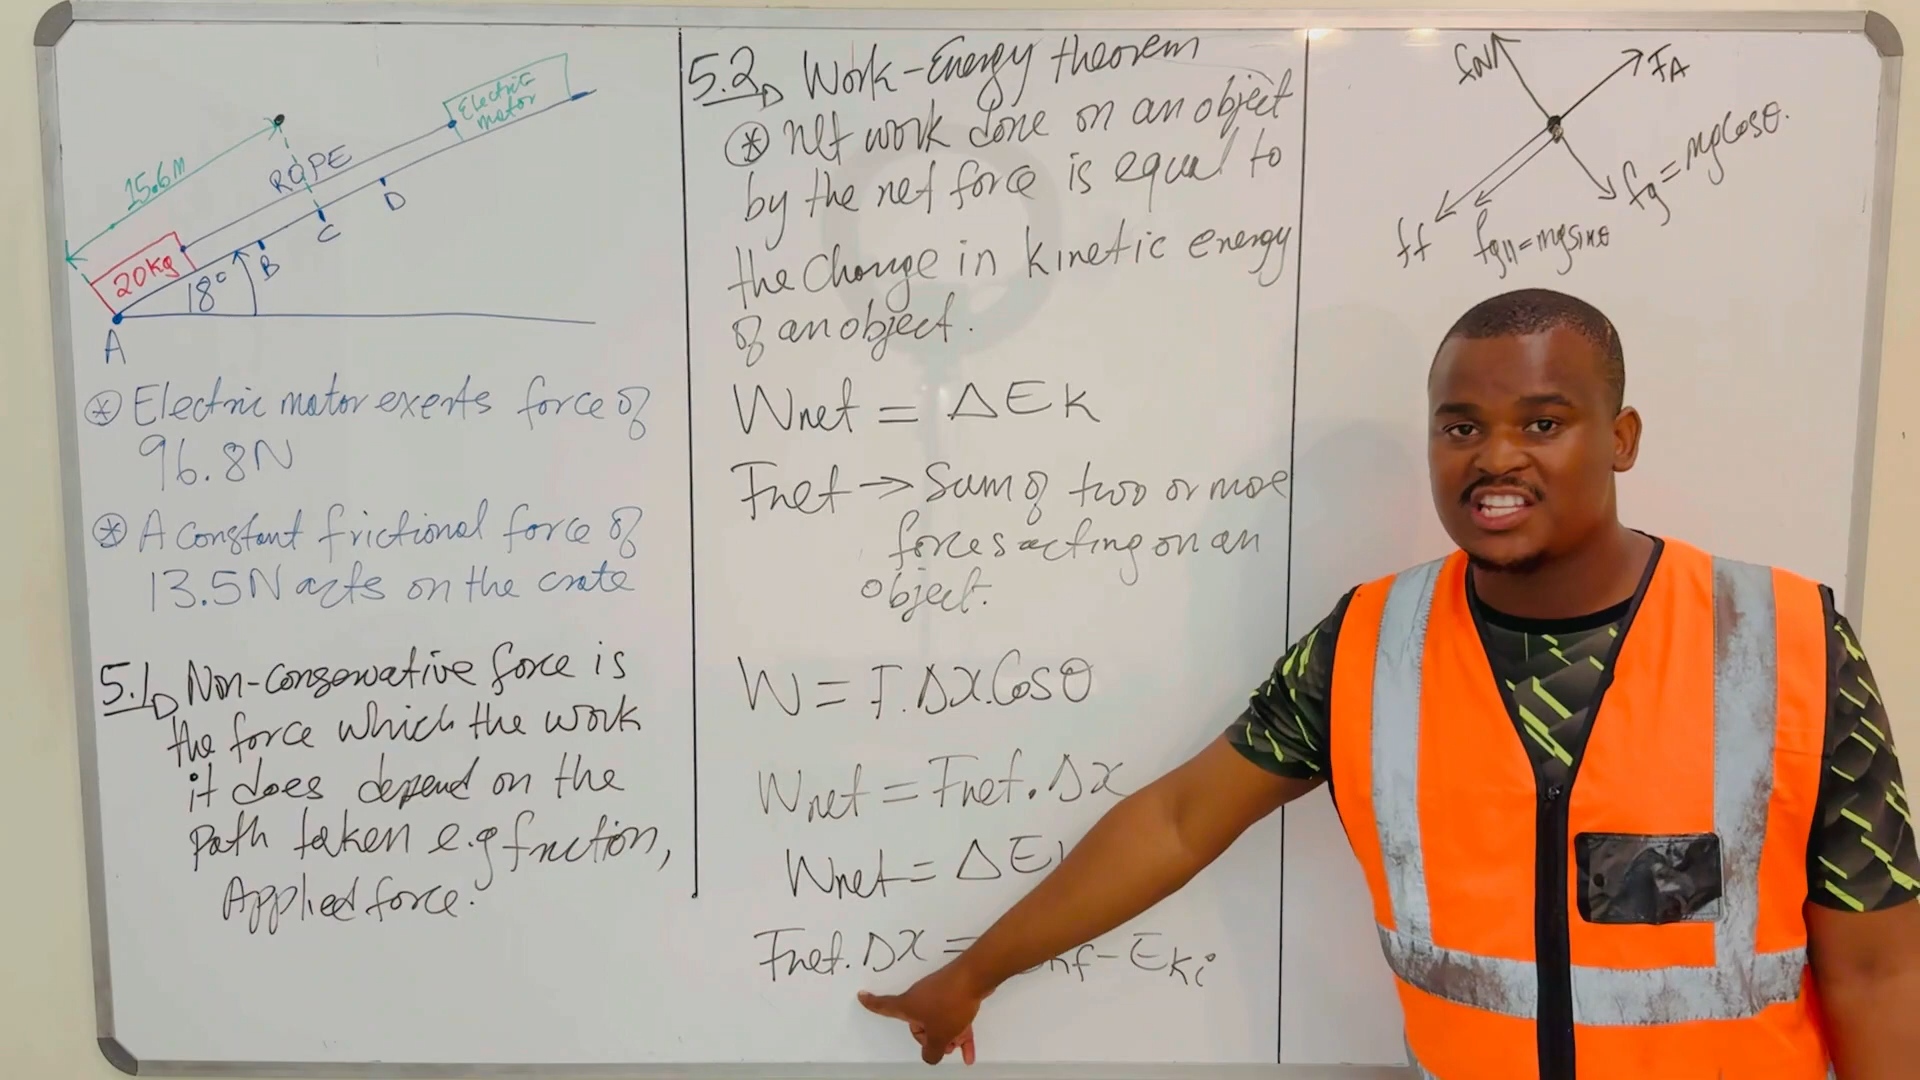 Electric
motor
15.6M
ROPE
D
C
B
20kg
18°
A
⊛ Electric motor exerts force of
96.8N
⊛ A constant frictional force of
13.5N acts on the crate
5.1 Non-conservative force is
the force which the work
it does depend on the
Path taken e.g friction,
Applied force.
5.2 Work-Energy theorem
⊛ Net work done on an object
by the net force is equal to
the change in kinetic energy
of an object.
Wnet = ΔEK
Fnet → Sum of two or more
forces acting on an
object.
W = F.Δx.Cosθ
Wnet = Fnet.Δx
Wnet = ΔE
Fnet.Δx = Kf - EKi
fN
FA
fg = mgcosθ.
ff
fg|| = mgsinθ